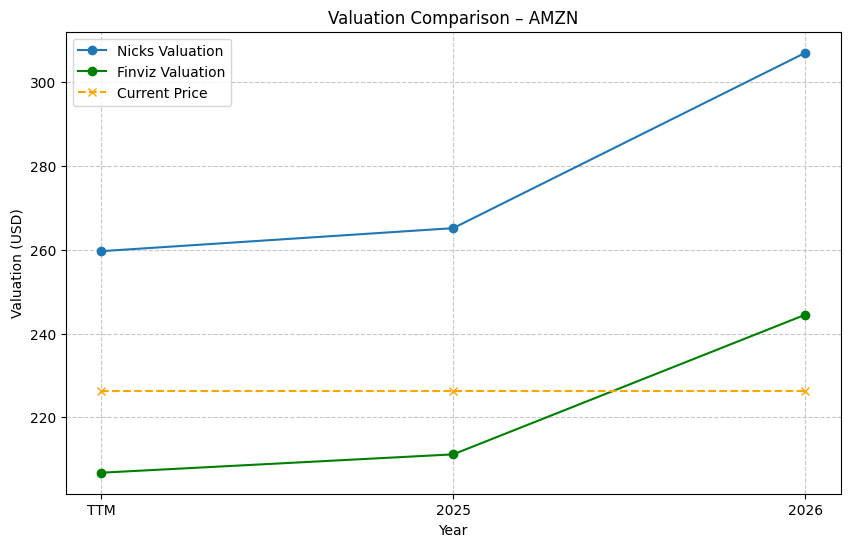 Valuation Comparison – AMZN
Nicks Valuation
Finviz Valuation
Current Price
Valuation (USD)
300
280
260
240
220
TTM
2025
2026
Year